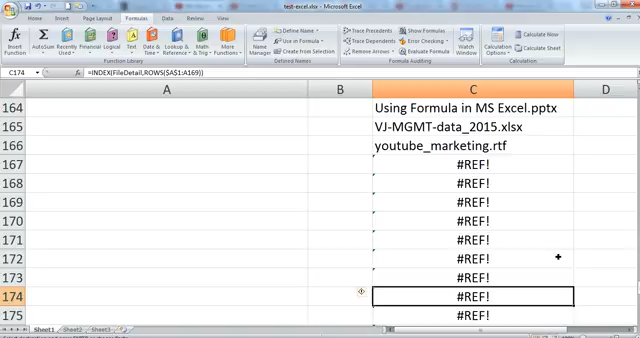 test-excel.xlsx - Microsoft Excel
Home Insert Page Layout Formulas Data Review View
Insert Function
AutoSum
Recently Used
Financial
Logical
Text
Date & Time
Lookup & Reference
Math & Trig
More Functions
Function Library
Name Manager
Define Name
Use in Formula
Create from Selection
Defined Names
Trace Precedents
Trace Dependents
Remove Arrows
Show Formulas
Error Checking
Evaluate Formula
Formula Auditing
Watch Window
Calculation Options
Calculate Now
Calculate Sheet
Calculation
C174 fx =INDEX(FileDetail,ROWS($A$1:A169))
A B C D
164 Using Formula in MS Excel.pptx
165 VJ-MGMT-data_2015.xlsx
166 youtube_marketing.rtf
167 #REF!
168 #REF!
169 #REF!
170 #REF!
171 #REF!
172 #REF!
173 #REF!
174 #REF!
175 #REF!
Sheet1 Sheet2 Sheet3